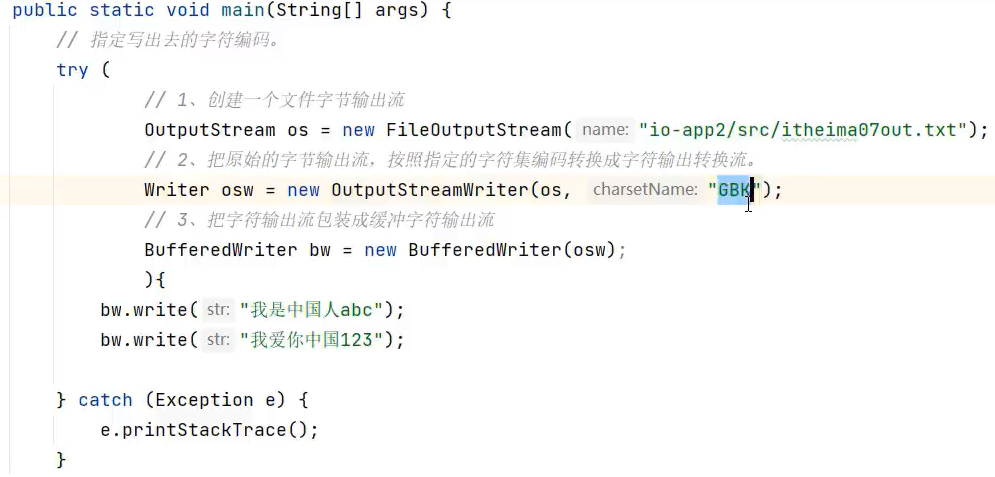 public static void main(String[] args) {
// 指定写出去的字符编码。
try (
// 1、创建一个文件字节输出流
OutputStream os = new FileOutputStream( name: "io-app2/src/itheima07out.txt");
// 2、把原始的字节输出流，按照指定的字符集编码转换成字符输出转换流。
Writer osw = new OutputStreamWriter(os, charsetName: "GBK");
// 3、把字符输出流包装成缓冲字符输出流
BufferedWriter bw = new BufferedWriter(osw);
){
bw.write( str: "我是中国人abc");
bw.write( str: "我爱你中国123");
} catch (Exception e) {
e.printStackTrace();
}